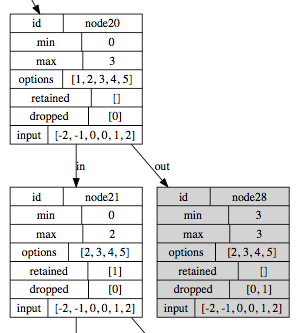 id node20
min 0
max 3
options [1, 2, 3, 4, 5]
retained []
dropped [0]
input [-2, -1, 0, 0, 1, 2]
in out
id node21
min 0
max 2
options [2, 3, 4, 5]
retained [1]
dropped [0]
input [-2, -1, 0, 0, 1, 2]
id node28
min 3
max 3
options [2, 3, 4, 5]
retained []
dropped [0, 1]
input [-2, -1, 0, 0, 1, 2]